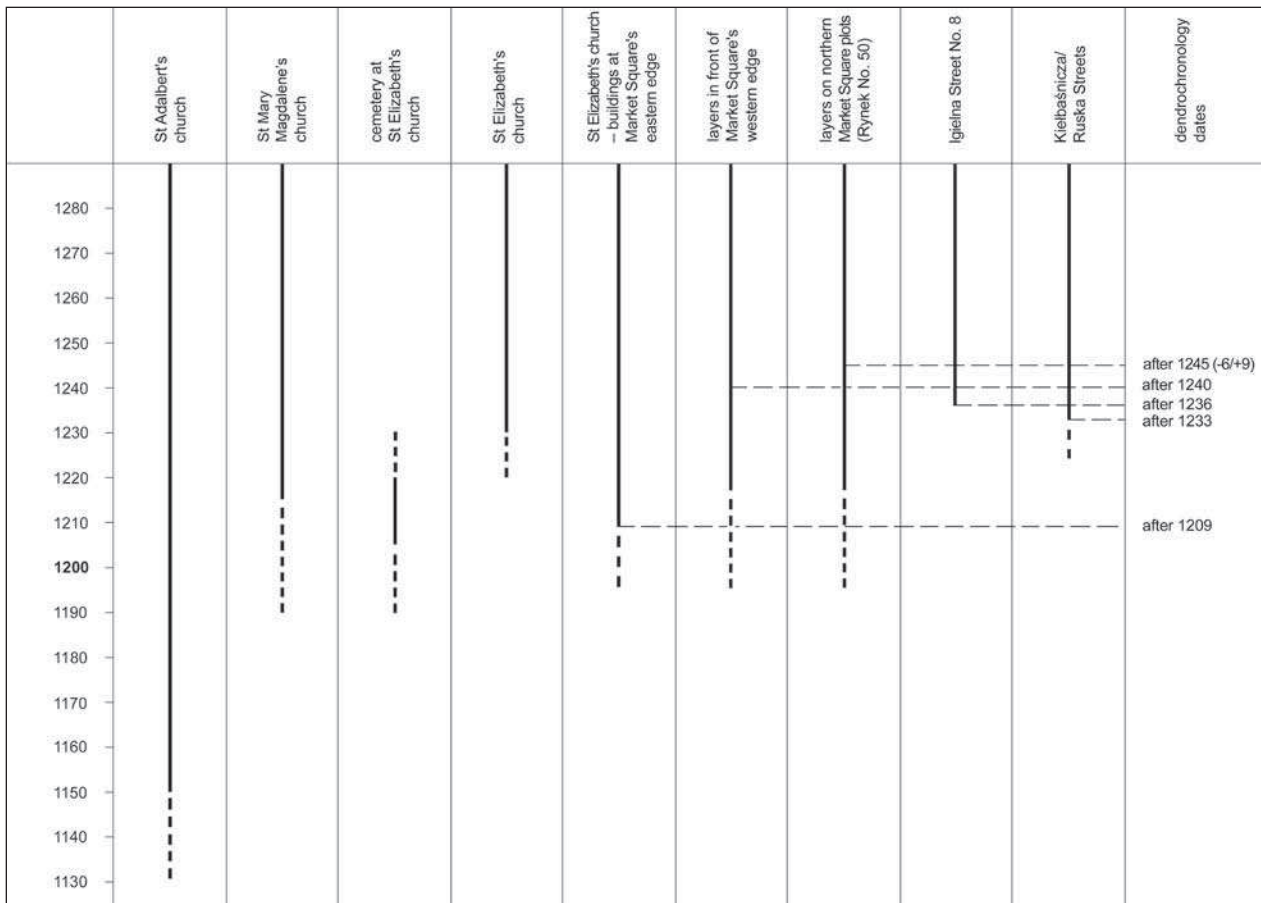 St Adalbert's
church
St Mary
Magdalene's
church
cemetery at
St Elizabeth's
church
St Elizabeth's
church
St Elizabeth's church
– buildings at
Market Square's
eastern edge
layers in front of
Market Square's
western edge
layers on northern
Market Square plots
(Rynek No. 50)
Igielna Street No. 8
Kiełbaśnicza/
Ruska Streets
dendrochronology
dates
1280
1270
1260
1250
1240
1230
1220
1210
1200
1190
1180
1170
1160
1150
1140
1130
after 1245 (-6/+9)
after 1240
after 1236
after 1233
after 1209